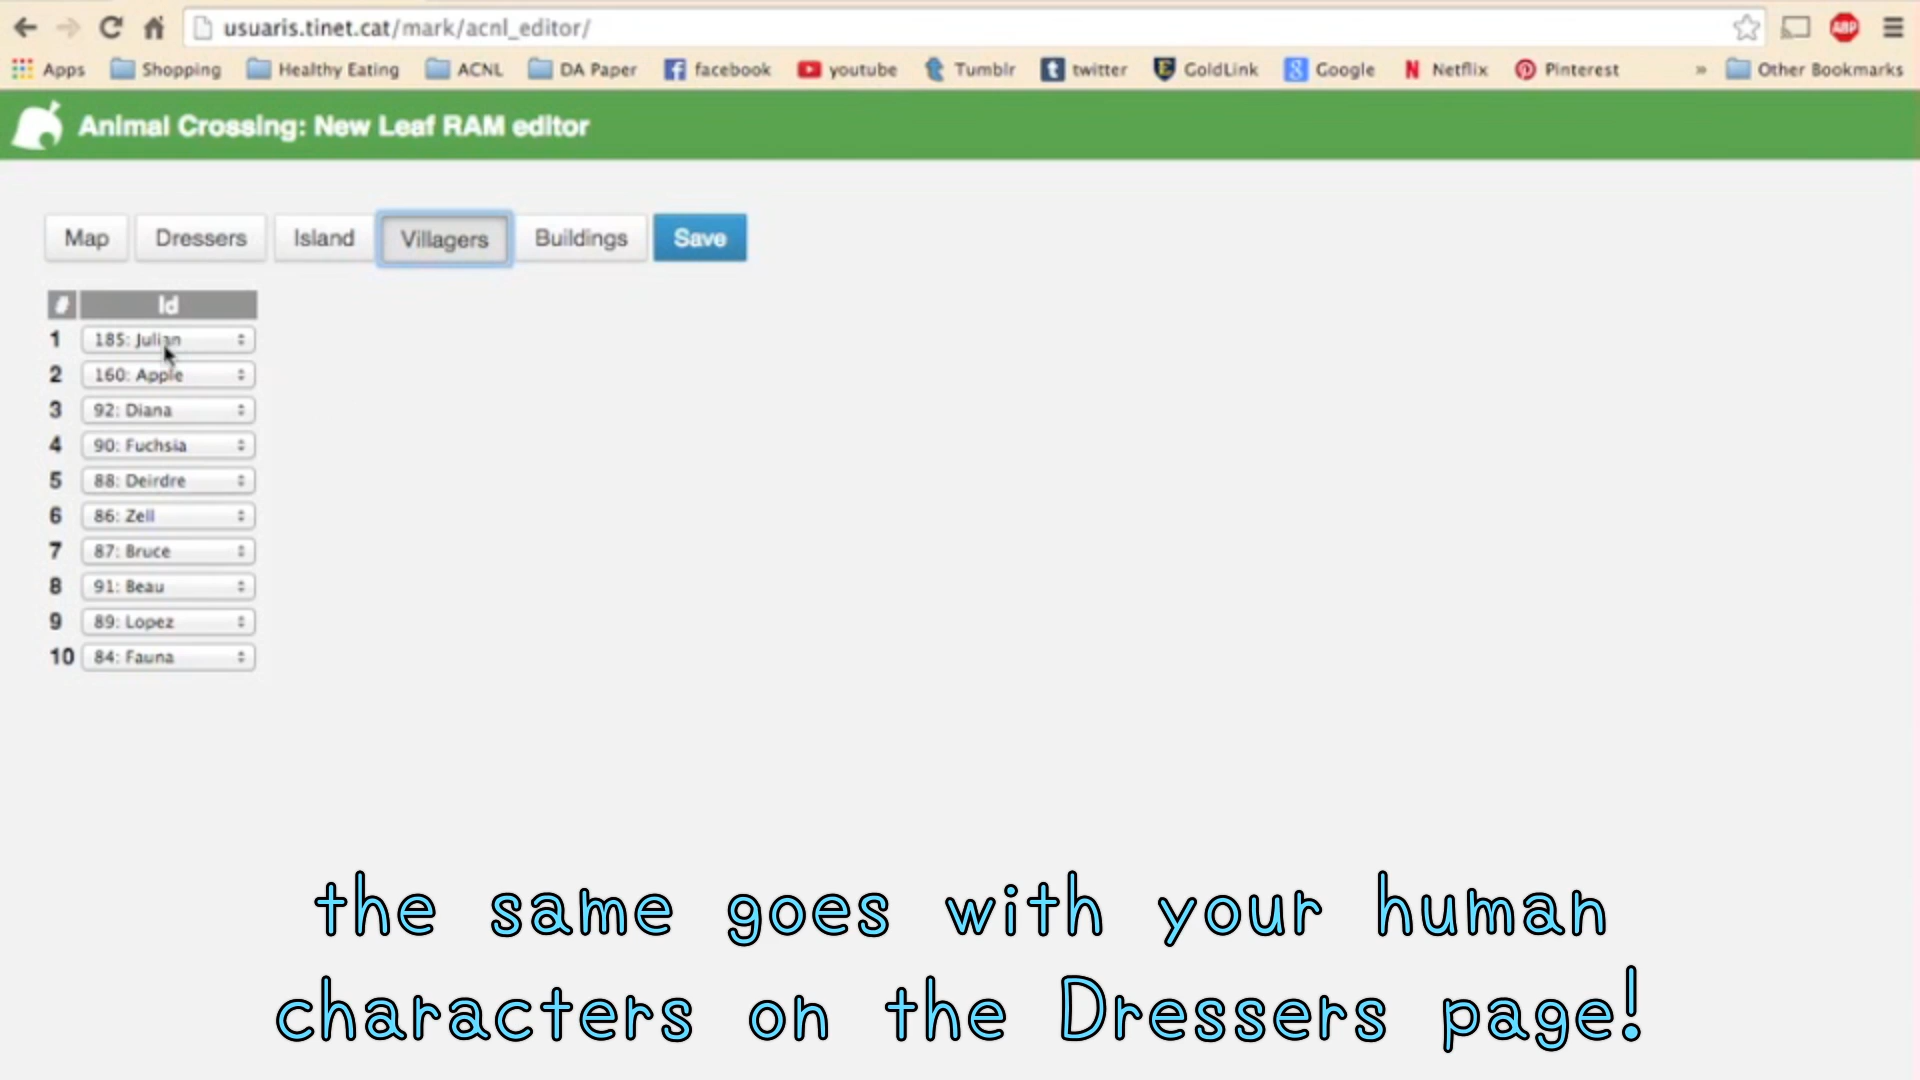 usuaris.tinet.cat/mark/acnl_editor/
ABP
Apps Shopping Healthy Eating ACNL DA Paper facebook youtube Tumblr twitter GoldLink Google Netflix Pinterest » Other Bookmarks
Animal Crossing: New Leaf RAM editor
Map Dressers Island Villagers Buildings Save
# Id
1 185: Julian
2 160: Apple
3 92: Diana
4 90: Fuchsia
5 88: Deirdre
6 86: Zell
7 87: Bruce
8 91: Beau
9 89: Lopez
10 84: Fauna
the same goes with your human
characters on the Dressers page!